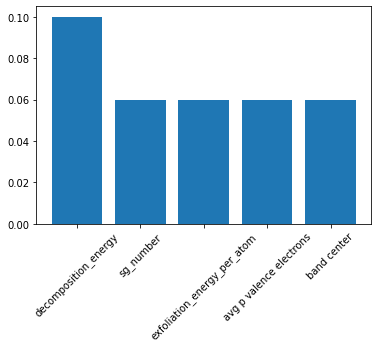 0.10
0.08
0.06
0.04
0.02
0.00
decomposition_energy
sg_number
exfoliation_energy_per_atom
avg p valence electrons
band center